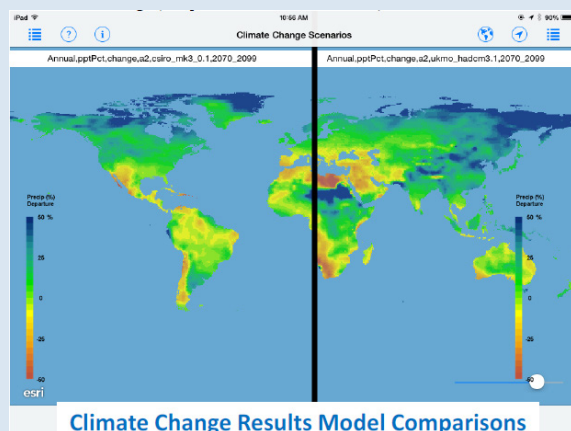 iPad 10:56 AM 90%
Climate Change Scenarios
Annual,pptPct,change,a2,csiro_mk3_0.1,2070_2099
Annual,pptPct,change,a2,ukmo_hadcm3.1,2070_2099
Precip (%)
Departure
50 %
25
0
-25
-50
esri
Precip (%)
Departure
50 %
25
0
-25
-50
Climate Change Results Model Comparisons